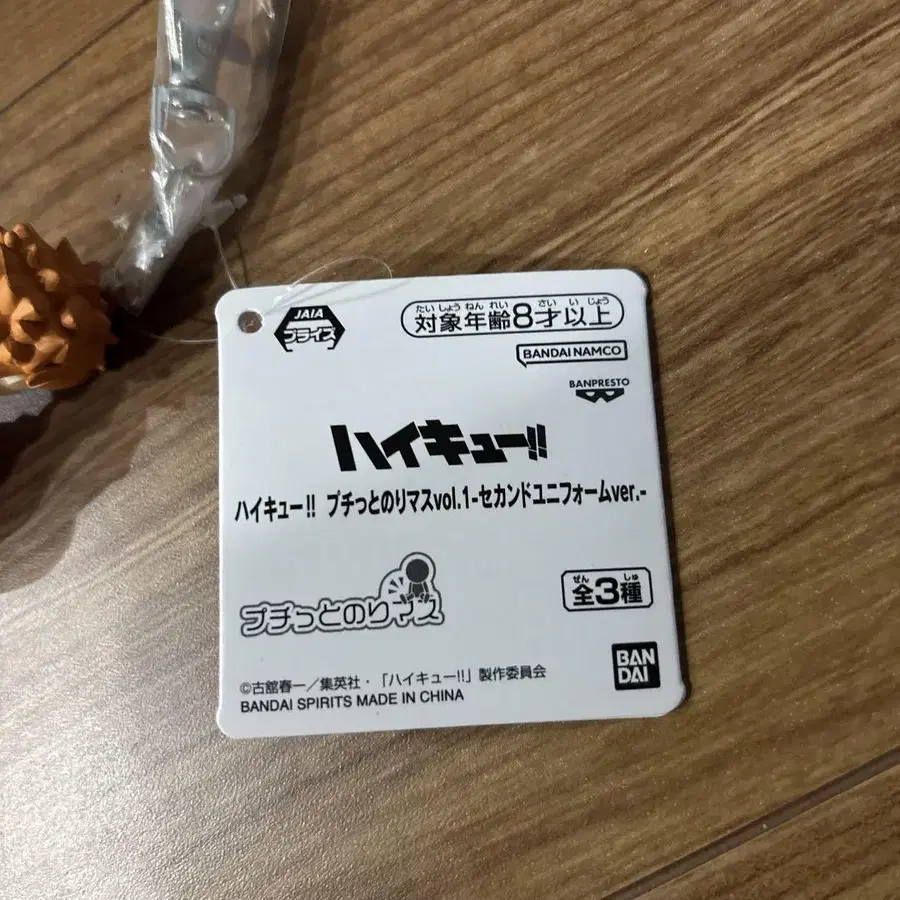 JAIA
プライズ
たいしょうねんれい さいいじょう
対象年齢8才以上
BANDAI NAMCO
BANPRESTO
ハイキュー!!
ハイキュー!! プチっとのりマスvol.1-セカンドユニフォームver.-
プチっとのりマス
ぜん しゅ
全3種
BAN
DAI
©古舘春一／集英社・「ハイキュー!!」製作委員会
BANDAI SPIRITS MADE IN CHINA